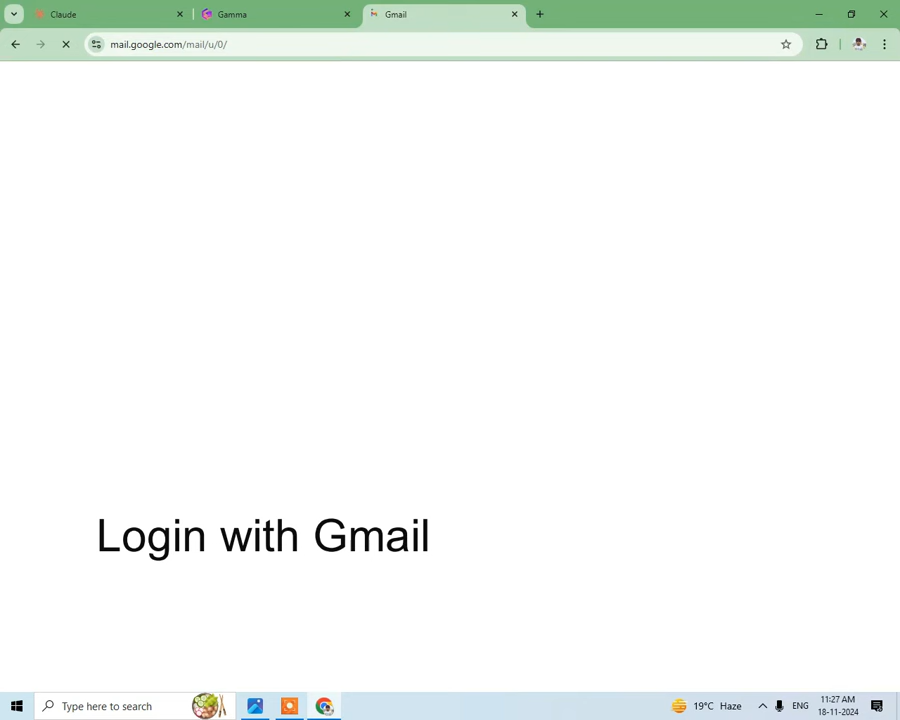 Claude
Gamma
Gmail
mail.google.com/mail/u/0/
Login with Gmail
Type here to search
19°C Haze
ENG
11:27 AM
18-11-2024